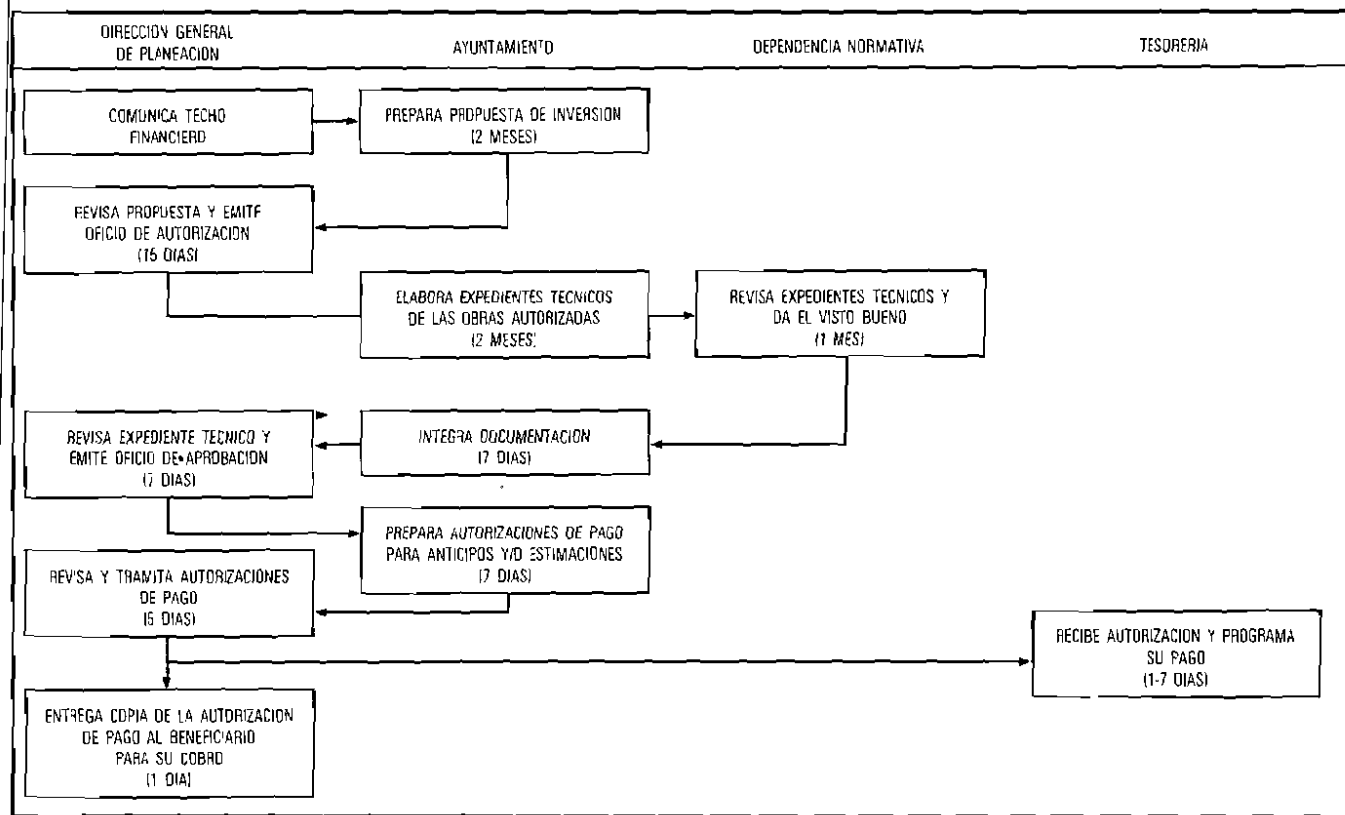 DIRECCION GENERAL
DE PLANEACION
AYUNTAMIENTO
DEPENDENCIA NORMATIVA
TESORERIA
COMUNICA TECHO
FINANCIERO
PREPARA PROPUESTA DE INVERSION
(2 MESES)
REVISA PROPUESTA Y EMITE
OFICIO DE AUTORIZACION
(15 DIAS)
ELABORA EXPEDIENTES TECNICOS
DE LAS OBRAS AUTORIZADAS
(2 MESES)
REVISA EXPEDIENTES TECNICOS Y
DA EL VISTO BUENO
(1 MES)
REVISA EXPEDIENTE TECNICO Y
EMITE OFICIO DE APROBACION
(7 DIAS)
INTEGRA DOCUMENTACION
(7 DIAS)
PREPARA AUTORIZACIONES DE PAGO
PARA ANTICIPOS Y/O ESTIMACIONES
(7 DIAS)
REVISA Y TRAMITA AUTORIZACIONES
DE PAGO
(5 DIAS)
RECIBE AUTORIZACION Y PROGRAMA
SU PAGO
(1-7 DIAS)
ENTREGA COPIA DE LA AUTORIZACION
DE PAGO AL BENEFICIARIO
PARA SU COBRO
(1 DIA)